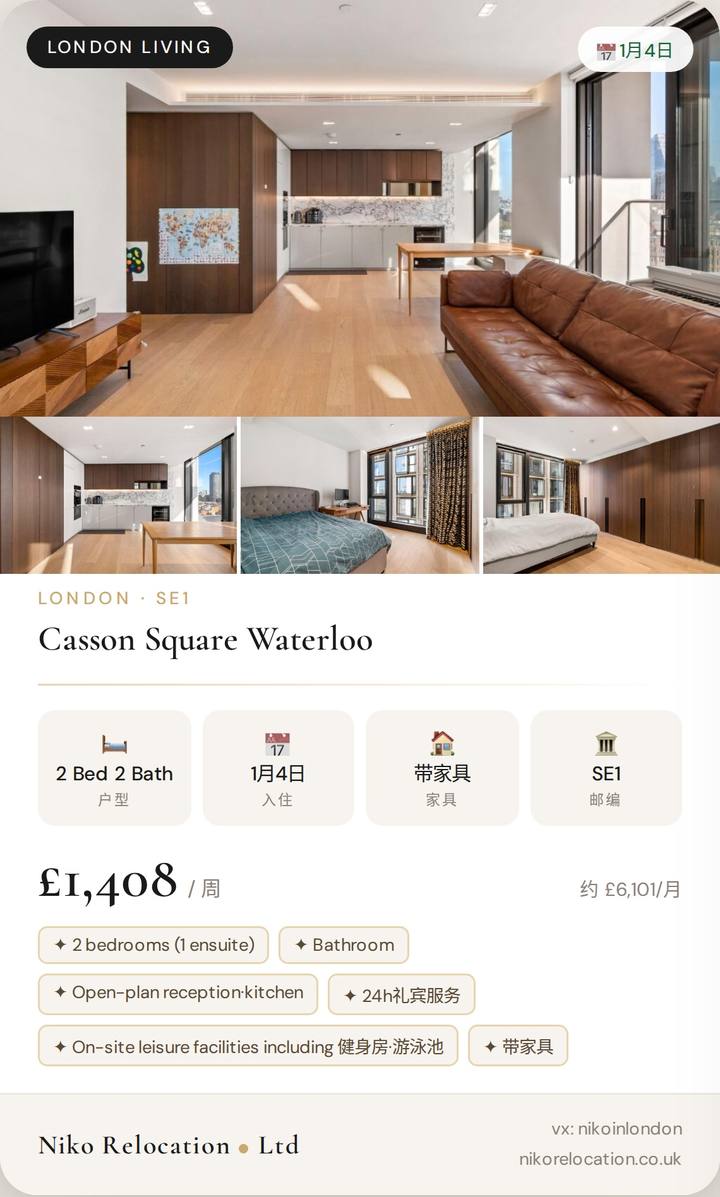 LONDON LIVING
📅 1月4日
LONDON · SE1
Casson Square Waterloo
2 Bed 2 Bath
户型
1月4日
入住
带家具
家具
SE1
邮编
£1,408 / 周
约 £6,101/月
✦ 2 bedrooms (1 ensuite)
✦ Bathroom
✦ Open-plan reception·kitchen
✦ 24h礼宾服务
✦ On-site leisure facilities including 健身房·游泳池
✦ 带家具
Niko Relocation • Ltd
vx: nikoinlondon
nikorelocation.co.uk